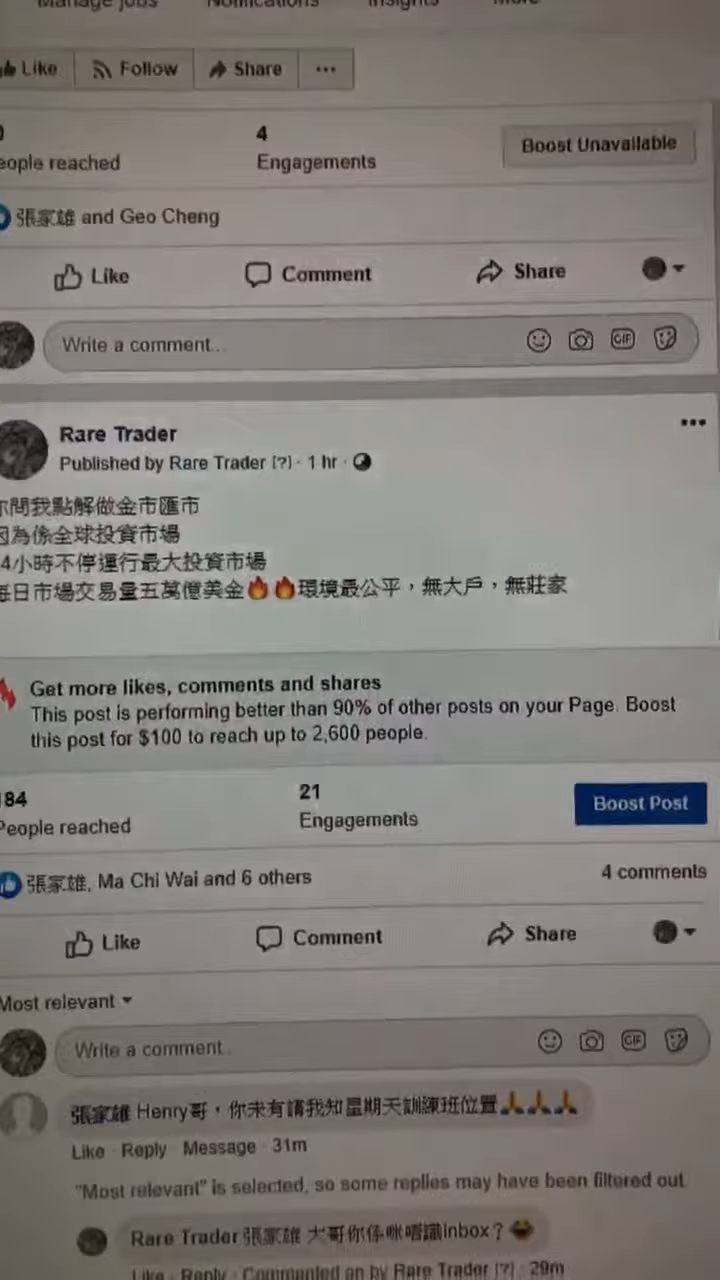 Manage jobs Notifications Insights More
Like Follow Share ...
0 4
People reached Engagements Boost Unavailable
張家雄 and Geo Cheng
Like Comment Share
Write a comment... GIF
Rare Trader
Published by Rare Trader [?] · 1 hr ·
你問我點解做金市匯市
因為係全球投資市場
24小時不停運行最大投資市場
每日市場交易量五萬億美金🔥🔥環境最公平，無大戶，無莊家
Get more likes, comments and shares
This post is performing better than 90% of other posts on your Page. Boost
this post for $100 to reach up to 2,600 people.
184 21
People reached Engagements Boost Post
張家雄, Ma Chi Wai and 6 others 4 comments
Like Comment Share
Most relevant
Write a comment... GIF
張家雄 Henry哥，你未有講我知星期天訓練班位置🙏🙏🙏
Like · Reply · Message · 31m
"Most relevant" is selected, so some replies may have been filtered out.
Rare Trader 張家雄 大哥你係咪唔識inbox？😂
Like · Reply · Commented on by Rare Trader [?] · 29m